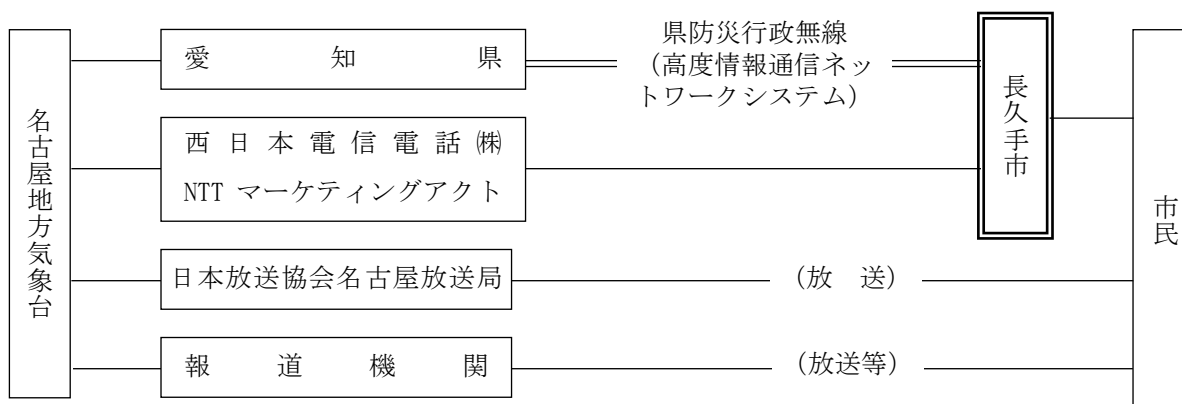 名古屋地方気象台
愛知県
県防災行政無線
（高度情報通信ネッ
トワークシステム）
長久手市
西日本電信電話㈱
NTT マーケティングアクト
市民
日本放送協会名古屋放送局
（放　送）
報道機関
（放送等）